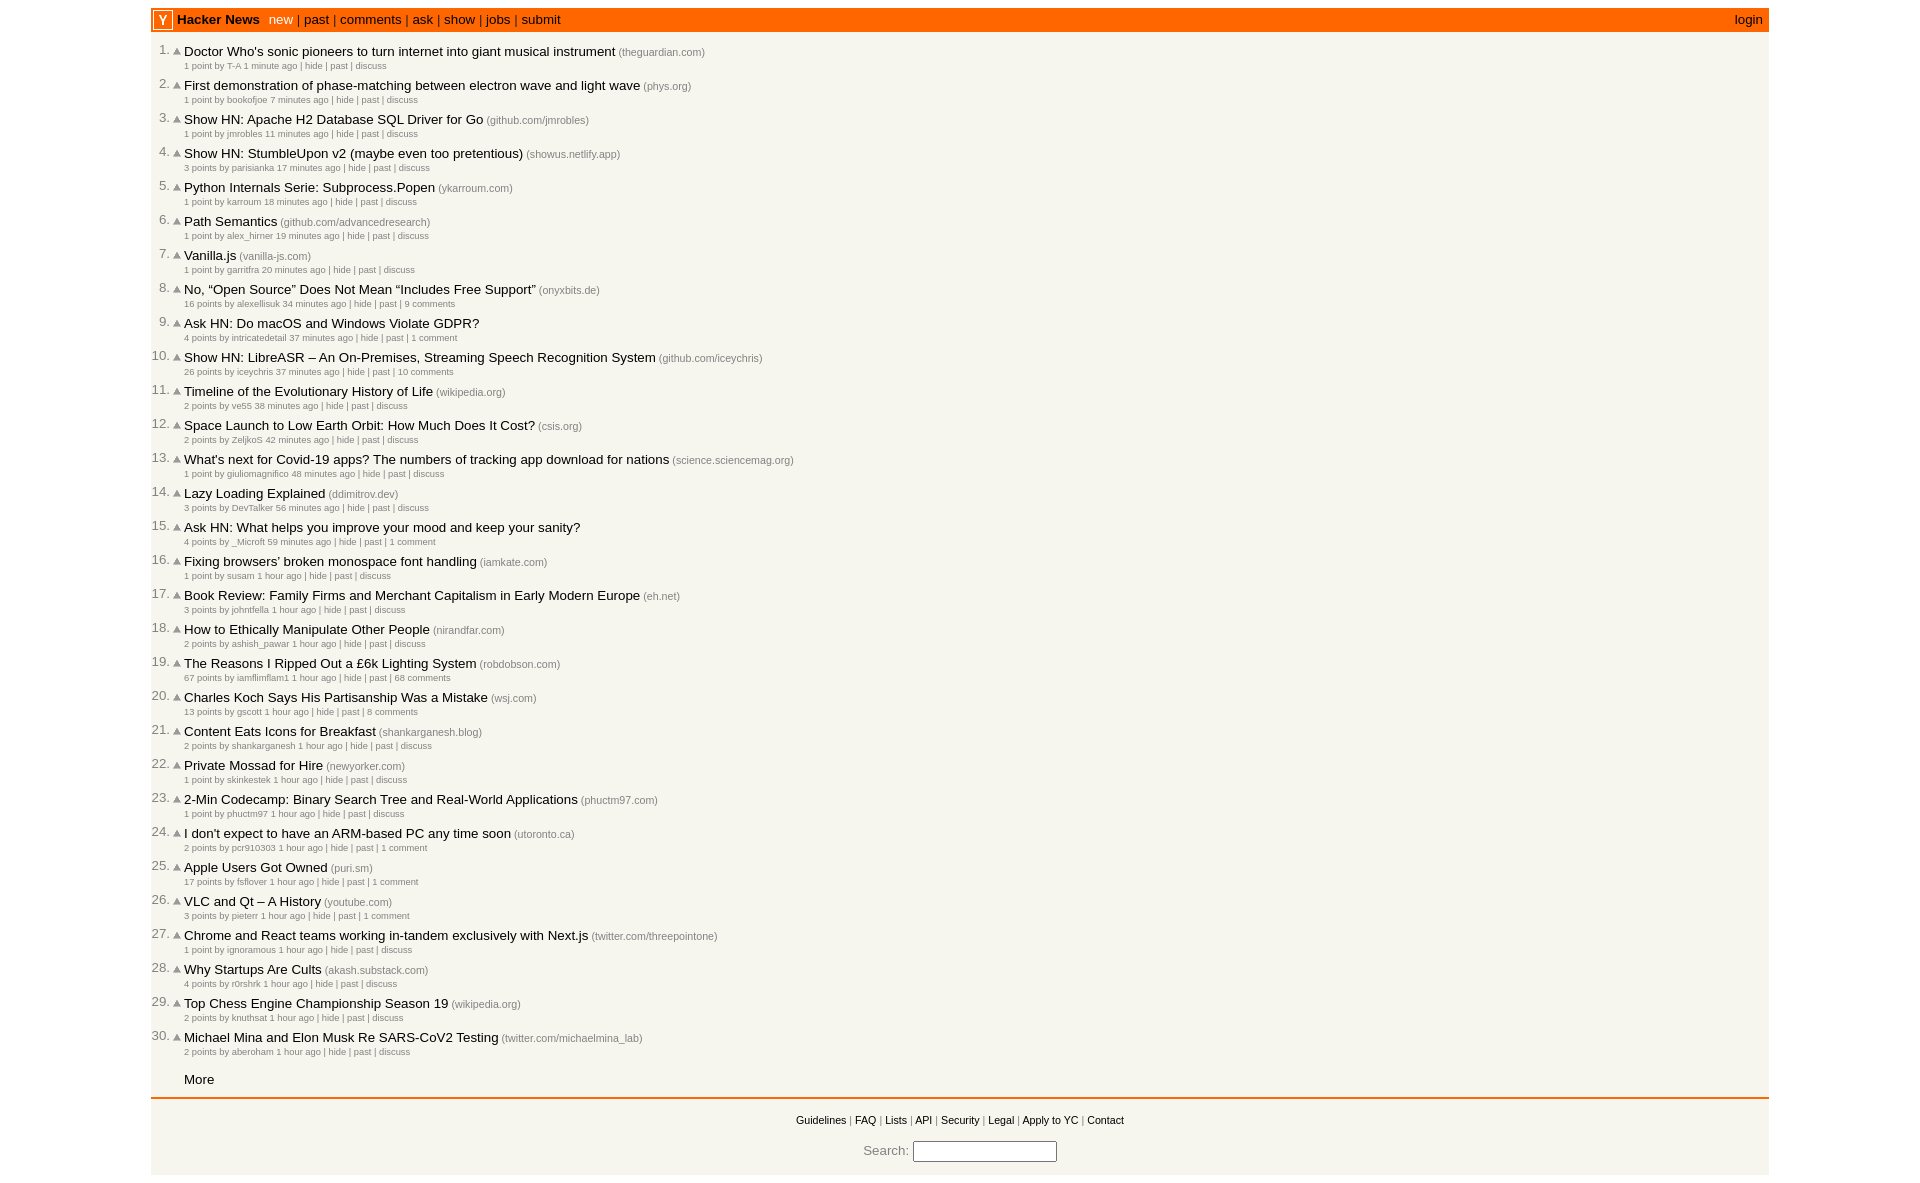 Y Hacker News new | past | comments | ask | show | jobs | submit login
1. Doctor Who's sonic pioneers to turn internet into giant musical instrument (theguardian.com)
1 point by T-A 1 minute ago | hide | past | discuss
2. First demonstration of phase-matching between electron wave and light wave (phys.org)
1 point by bookofjoe 7 minutes ago | hide | past | discuss
3. Show HN: Apache H2 Database SQL Driver for Go (github.com/jmrobles)
1 point by jmrobles 11 minutes ago | hide | past | discuss
4. Show HN: StumbleUpon v2 (maybe even too pretentious) (showus.netlify.app)
3 points by parisianka 17 minutes ago | hide | past | discuss
5. Python Internals Serie: Subprocess.Popen (ykarroum.com)
1 point by karroum 18 minutes ago | hide | past | discuss
6. Path Semantics (github.com/advancedresearch)
1 point by alex_hirner 19 minutes ago | hide | past | discuss
7. Vanilla.js (vanilla-js.com)
1 point by garritfra 20 minutes ago | hide | past | discuss
8. No, “Open Source” Does Not Mean “Includes Free Support” (onyxbits.de)
16 points by alexellisuk 34 minutes ago | hide | past | 9 comments
9. Ask HN: Do macOS and Windows Violate GDPR?
4 points by intricatedetail 37 minutes ago | hide | past | 1 comment
10. Show HN: LibreASR – An On-Premises, Streaming Speech Recognition System (github.com/iceychris)
26 points by iceychris 37 minutes ago | hide | past | 10 comments
11. Timeline of the Evolutionary History of Life (wikipedia.org)
2 points by ve55 38 minutes ago | hide | past | discuss
12. Space Launch to Low Earth Orbit: How Much Does It Cost? (csis.org)
2 points by ZeljkoS 42 minutes ago | hide | past | discuss
13. What's next for Covid-19 apps? The numbers of tracking app download for nations (science.sciencemag.org)
1 point by giuliomagnifico 48 minutes ago | hide | past | discuss
14. Lazy Loading Explained (ddimitrov.dev)
3 points by DevTalker 56 minutes ago | hide | past | discuss
15. Ask HN: What helps you improve your mood and keep your sanity?
4 points by _Microft 59 minutes ago | hide | past | 1 comment
16. Fixing browsers’ broken monospace font handling (iamkate.com)
1 point by susam 1 hour ago | hide | past | discuss
17. Book Review: Family Firms and Merchant Capitalism in Early Modern Europe (eh.net)
3 points by johntfella 1 hour ago | hide | past | discuss
18. How to Ethically Manipulate Other People (nirandfar.com)
2 points by ashish_pawar 1 hour ago | hide | past | discuss
19. The Reasons I Ripped Out a £6k Lighting System (robdobson.com)
67 points by iamflimflam1 1 hour ago | hide | past | 68 comments
20. Charles Koch Says His Partisanship Was a Mistake (wsj.com)
13 points by gscott 1 hour ago | hide | past | 8 comments
21. Content Eats Icons for Breakfast (shankarganesh.blog)
2 points by shankarganesh 1 hour ago | hide | past | discuss
22. Private Mossad for Hire (newyorker.com)
1 point by skinkestek 1 hour ago | hide | past | discuss
23. 2-Min Codecamp: Binary Search Tree and Real-World Applications (phuctm97.com)
1 point by phuctm97 1 hour ago | hide | past | discuss
24. I don't expect to have an ARM-based PC any time soon (utoronto.ca)
2 points by pcr910303 1 hour ago | hide | past | 1 comment
25. Apple Users Got Owned (puri.sm)
17 points by fsflover 1 hour ago | hide | past | 1 comment
26. VLC and Qt – A History (youtube.com)
3 points by pieterr 1 hour ago | hide | past | 1 comment
27. Chrome and React teams working in-tandem exclusively with Next.js (twitter.com/threepointone)
1 point by ignoramous 1 hour ago | hide | past | discuss
28. Why Startups Are Cults (akash.substack.com)
4 points by r0rshrk 1 hour ago | hide | past | discuss
29. Top Chess Engine Championship Season 19 (wikipedia.org)
2 points by knuthsat 1 hour ago | hide | past | discuss
30. Michael Mina and Elon Musk Re SARS-CoV2 Testing (twitter.com/michaelmina_lab)
2 points by aberoham 1 hour ago | hide | past | discuss
More
Guidelines | FAQ | Lists | API | Security | Legal | Apply to YC | Contact
Search: